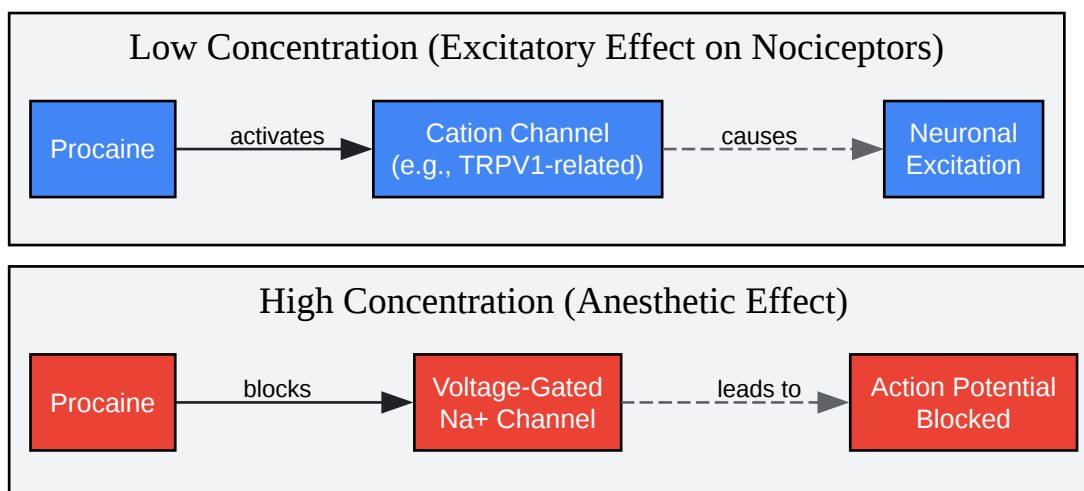 Low Concentration (Excitatory Effect on Nociceptors)
Procaine
activates
Cation Channel
(e.g., TRPV1-related)
causes
Neuronal
Excitation
High Concentration (Anesthetic Effect)
Procaine
blocks
Voltage-Gated
Na+ Channel
leads to
Action Potential
Blocked